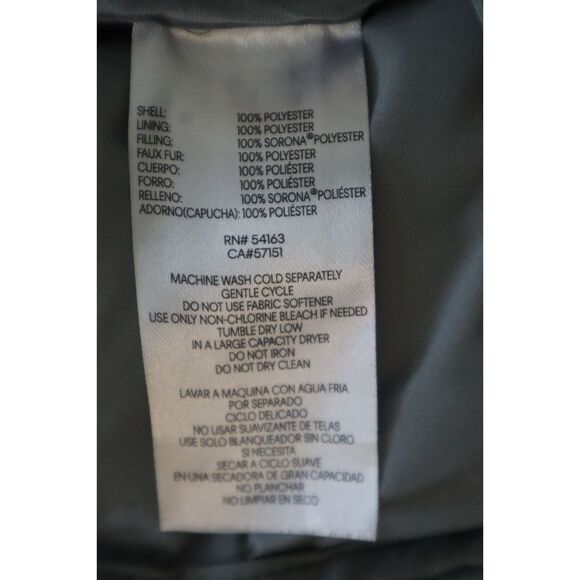 SHELL: 100% POLYESTER
LINING: 100% POLYESTER
FILLING: 100% SORONA®POLYESTER
FAUX FUR: 100% POLYESTER
CUERPO: 100% POLIÉSTER
FORRO: 100% POLIÉSTER
RELLENO: 100% SORONA®POLIÉSTER
ADORNO(CAPUCHA): 100% POLIÉSTER
RN# 54163
CA#57151
MACHINE WASH COLD SEPARATELY
GENTLE CYCLE
DO NOT USE FABRIC SOFTENER
USE ONLY NON-CHLORINE BLEACH IF NEEDED
TUMBLE DRY LOW
IN A LARGE CAPACITY DRYER
DO NOT IRON
DO NOT DRY CLEAN
LAVAR A MAQUINA CON AGUA FRIA
POR SEPARADO
CICLO DELICADO
NO USAR SUAVIZANTE DE TELAS
USE SOLO BLANQUEADOR SIN CLORO
SI NECESITA
SECAR A CICLO SUAVE
EN UNA SECADORA DE GRAN CAPACIDAD
NO PLANCHAR
NO LIMPIAR EN SECO